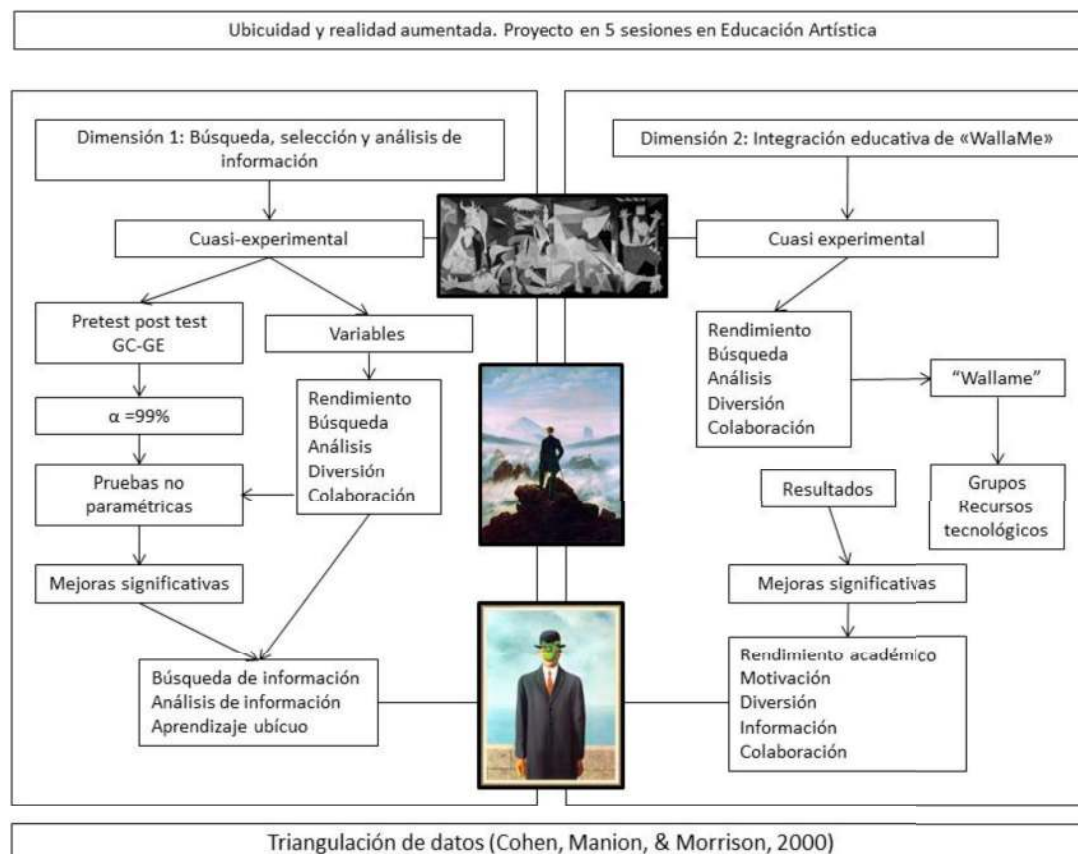 Ubicuidad y realidad aumentada. Proyecto en 5 sesiones en Educación Artística
Dimensión 1: Búsqueda, selección y análisis de
información
Cuasi-experimental
Pretest post test
GC-GE
Variables
α =99%
Rendimiento
Búsqueda
Análisis
Diversión
Colaboración
Pruebas no
paramétricas
Mejoras significativas
Búsqueda de información
Análisis de información
Aprendizaje ubícuo
Dimensión 2: Integración educativa de «WallaMe»
Cuasi experimental
Rendimiento
Búsqueda
Análisis
Diversión
Colaboración
“Wallame”
Grupos
Recursos
tecnológicos
Resultados
Mejoras significativas
Rendimiento académico
Motivación
Diversión
Información
Colaboración
Triangulación de datos (Cohen, Manion, & Morrison, 2000)